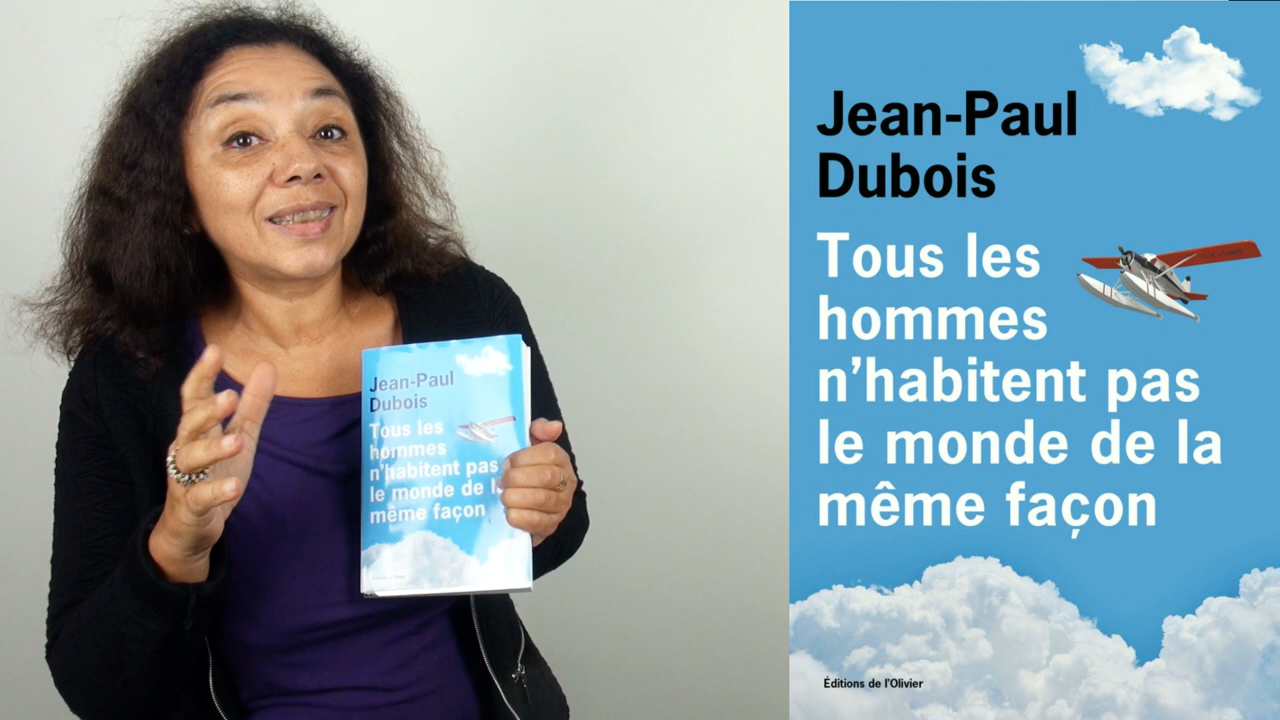 Jean-Paul
Dubois
Tous les
hommes
n'habitent pas
le monde de
même façon
Jean-Paul
Dubois
Tous les
hommes
n'habitent pas
le monde de la
même façon
Éditions de l'Olivier